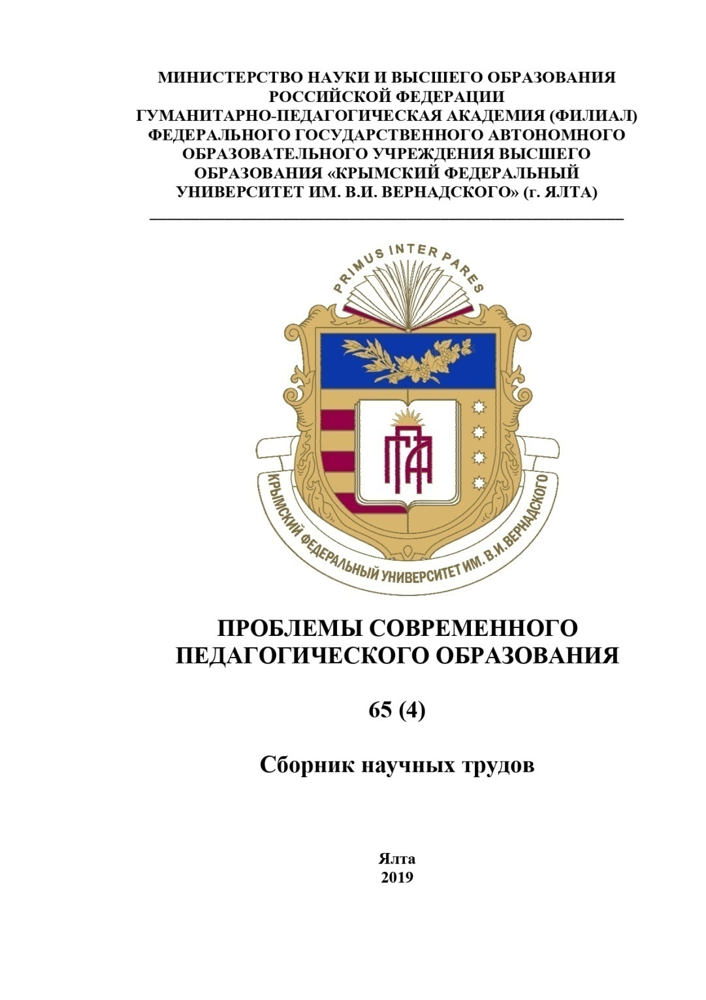 МИНИСТЕРСТВО НАУКИ И ВЫСШЕГО ОБРАЗОВАНИЯ
РОССИЙСКОЙ ФЕДЕРАЦИИ
ГУМАНИТАРНО-ПЕДАГОГИЧЕСКАЯ АКАДЕМИЯ (ФИЛИАЛ)
ФЕДЕРАЛЬНОГО ГОСУДАРСТВЕННОГО АВТОНОМНОГО
ОБРАЗОВАТЕЛЬНОГО УЧРЕЖДЕНИЯ ВЫСШЕГО
ОБРАЗОВАНИЯ «КРЫМСКИЙ ФЕДЕРАЛЬНЫЙ
УНИВЕРСИТЕТ ИМ. В.И. ВЕРНАДСКОГО» (г. ЯЛТА)
PRIMUS INTER PARES
ГПА
КРЫМСКИЙ ФЕДЕРАЛЬНЫЙ УНИВЕРСИТЕТ ИМ. В.И.ВЕРНАДСКОГО
ПРОБЛЕМЫ СОВРЕМЕННОГО
ПЕДАГОГИЧЕСКОГО ОБРАЗОВАНИЯ
65 (4)
Сборник научных трудов
Ялта
2019